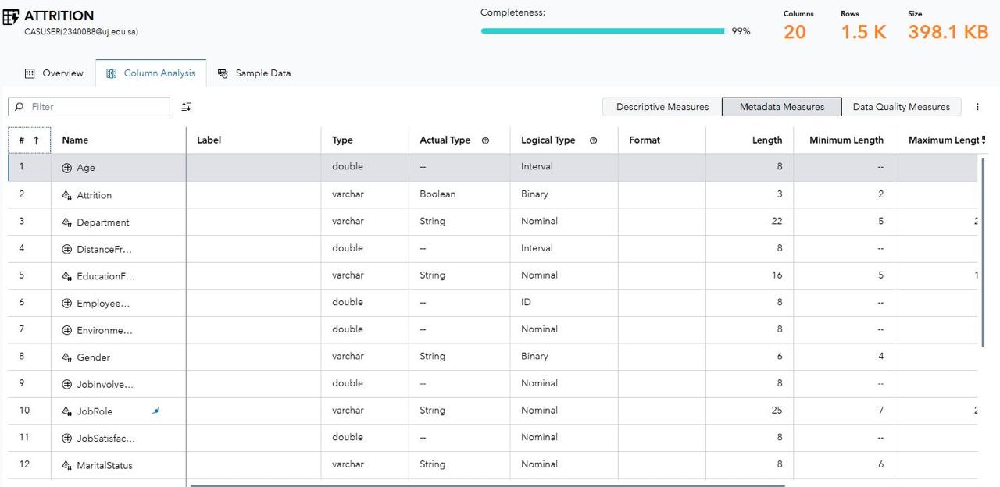 ATTRITION
CASUSER(2340088@uj.edu.sa)
Completeness:
99%
Columns Rows Size
20 1.5 K 398.1 KB
Overview Column Analysis Sample Data
Filter
Descriptive Measures Metadata Measures Data Quality Measures
# Name Label Type Actual Type Logical Type Format Length Minimum Length Maximum Lengt
1 Age double -- Interval 8 --
2 Attrition varchar Boolean Binary 3 2
3 Department varchar String Nominal 22 5 2
4 DistanceFr... double -- Interval 8 --
5 EducationF... varchar String Nominal 16 5 1
6 Employee... double -- ID 8 --
7 Environme... double -- Nominal 8 --
8 Gender varchar String Binary 6 4
9 JobInvolve... double -- Nominal 8 --
10 JobRole varchar String Nominal 25 7 2
11 JobSatisfac... double -- Nominal 8 --
12 MaritalStatus varchar String Nominal 8 6